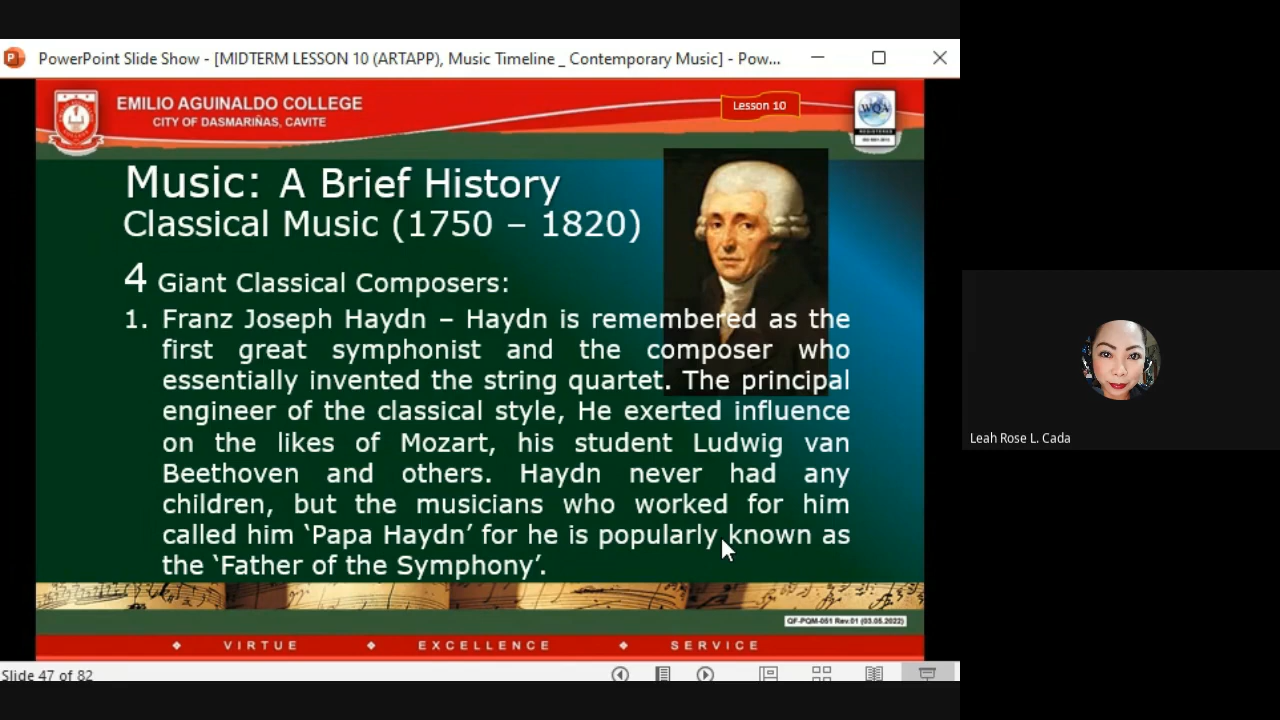 PowerPoint Slide Show - [MIDTERM LESSON 10 (ARTAPP), Music Timeline _ Contemporary Music] - Pow...
EMILIO AGUINALDO COLLEGE
CITY OF DASMARIÑAS, CAVITE
Lesson 10
WQA
REGISTERED
Music: A Brief History
Classical Music (1750 – 1820)
4 Giant Classical Composers:
1. Franz Joseph Haydn – Haydn is remembered as the
first great symphonist and the composer who
essentially invented the string quartet. The principal
engineer of the classical style, He exerted influence
on the likes of Mozart, his student Ludwig van
Beethoven and others. Haydn never had any
children, but the musicians who worked for him
called him ‘Papa Haydn’ for he is popularly known as
the ‘Father of the Symphony’.
Leah Rose L. Cada
QF-PQM-051 Rev.01 (03.05.2022)
VIRTUE
EXCELLENCE
SERVICE
Slide 47 of 82